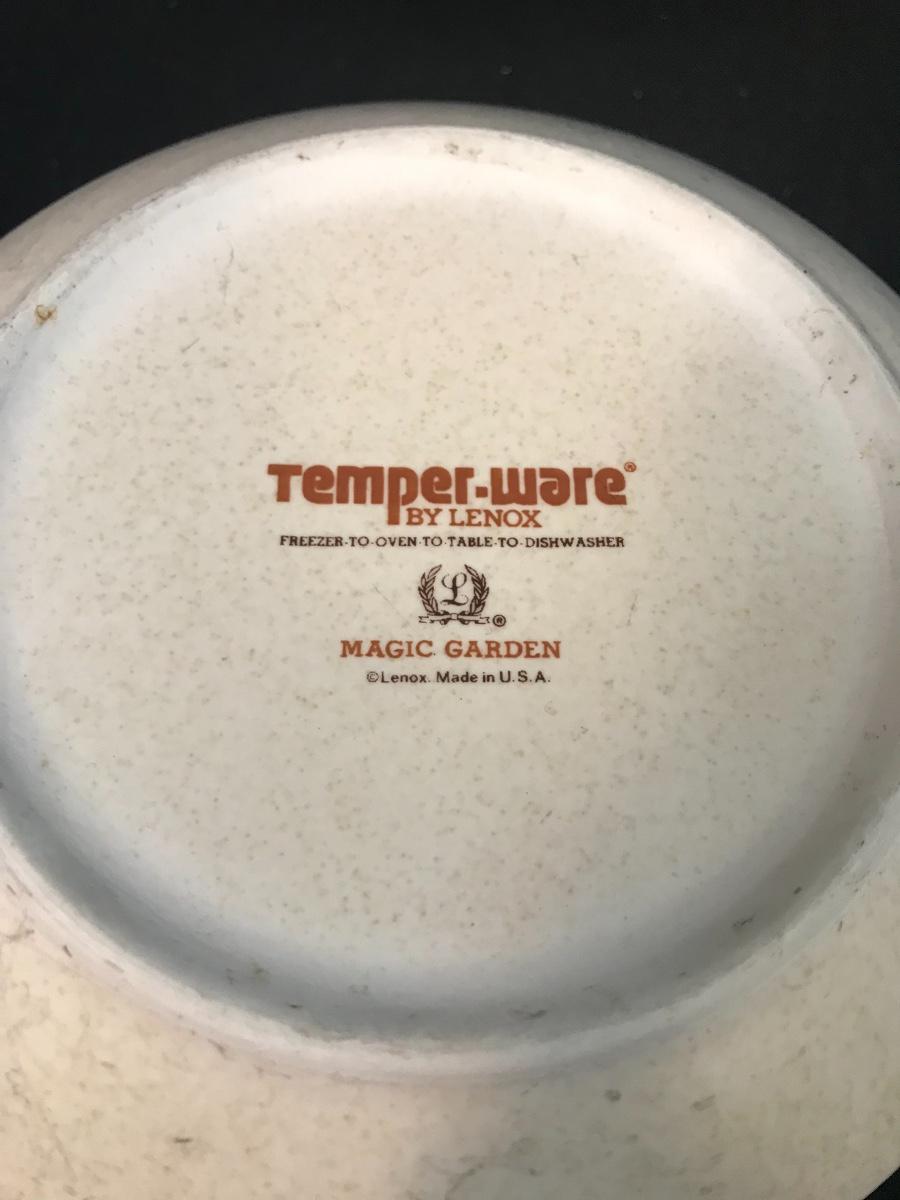 Temper-ware®
BY LENOX
FREEZER-TO-OVEN-TO-TABLE-TO-DISHWASHER
L ®
MAGIC GARDEN
©Lenox. Made in U.S.A.